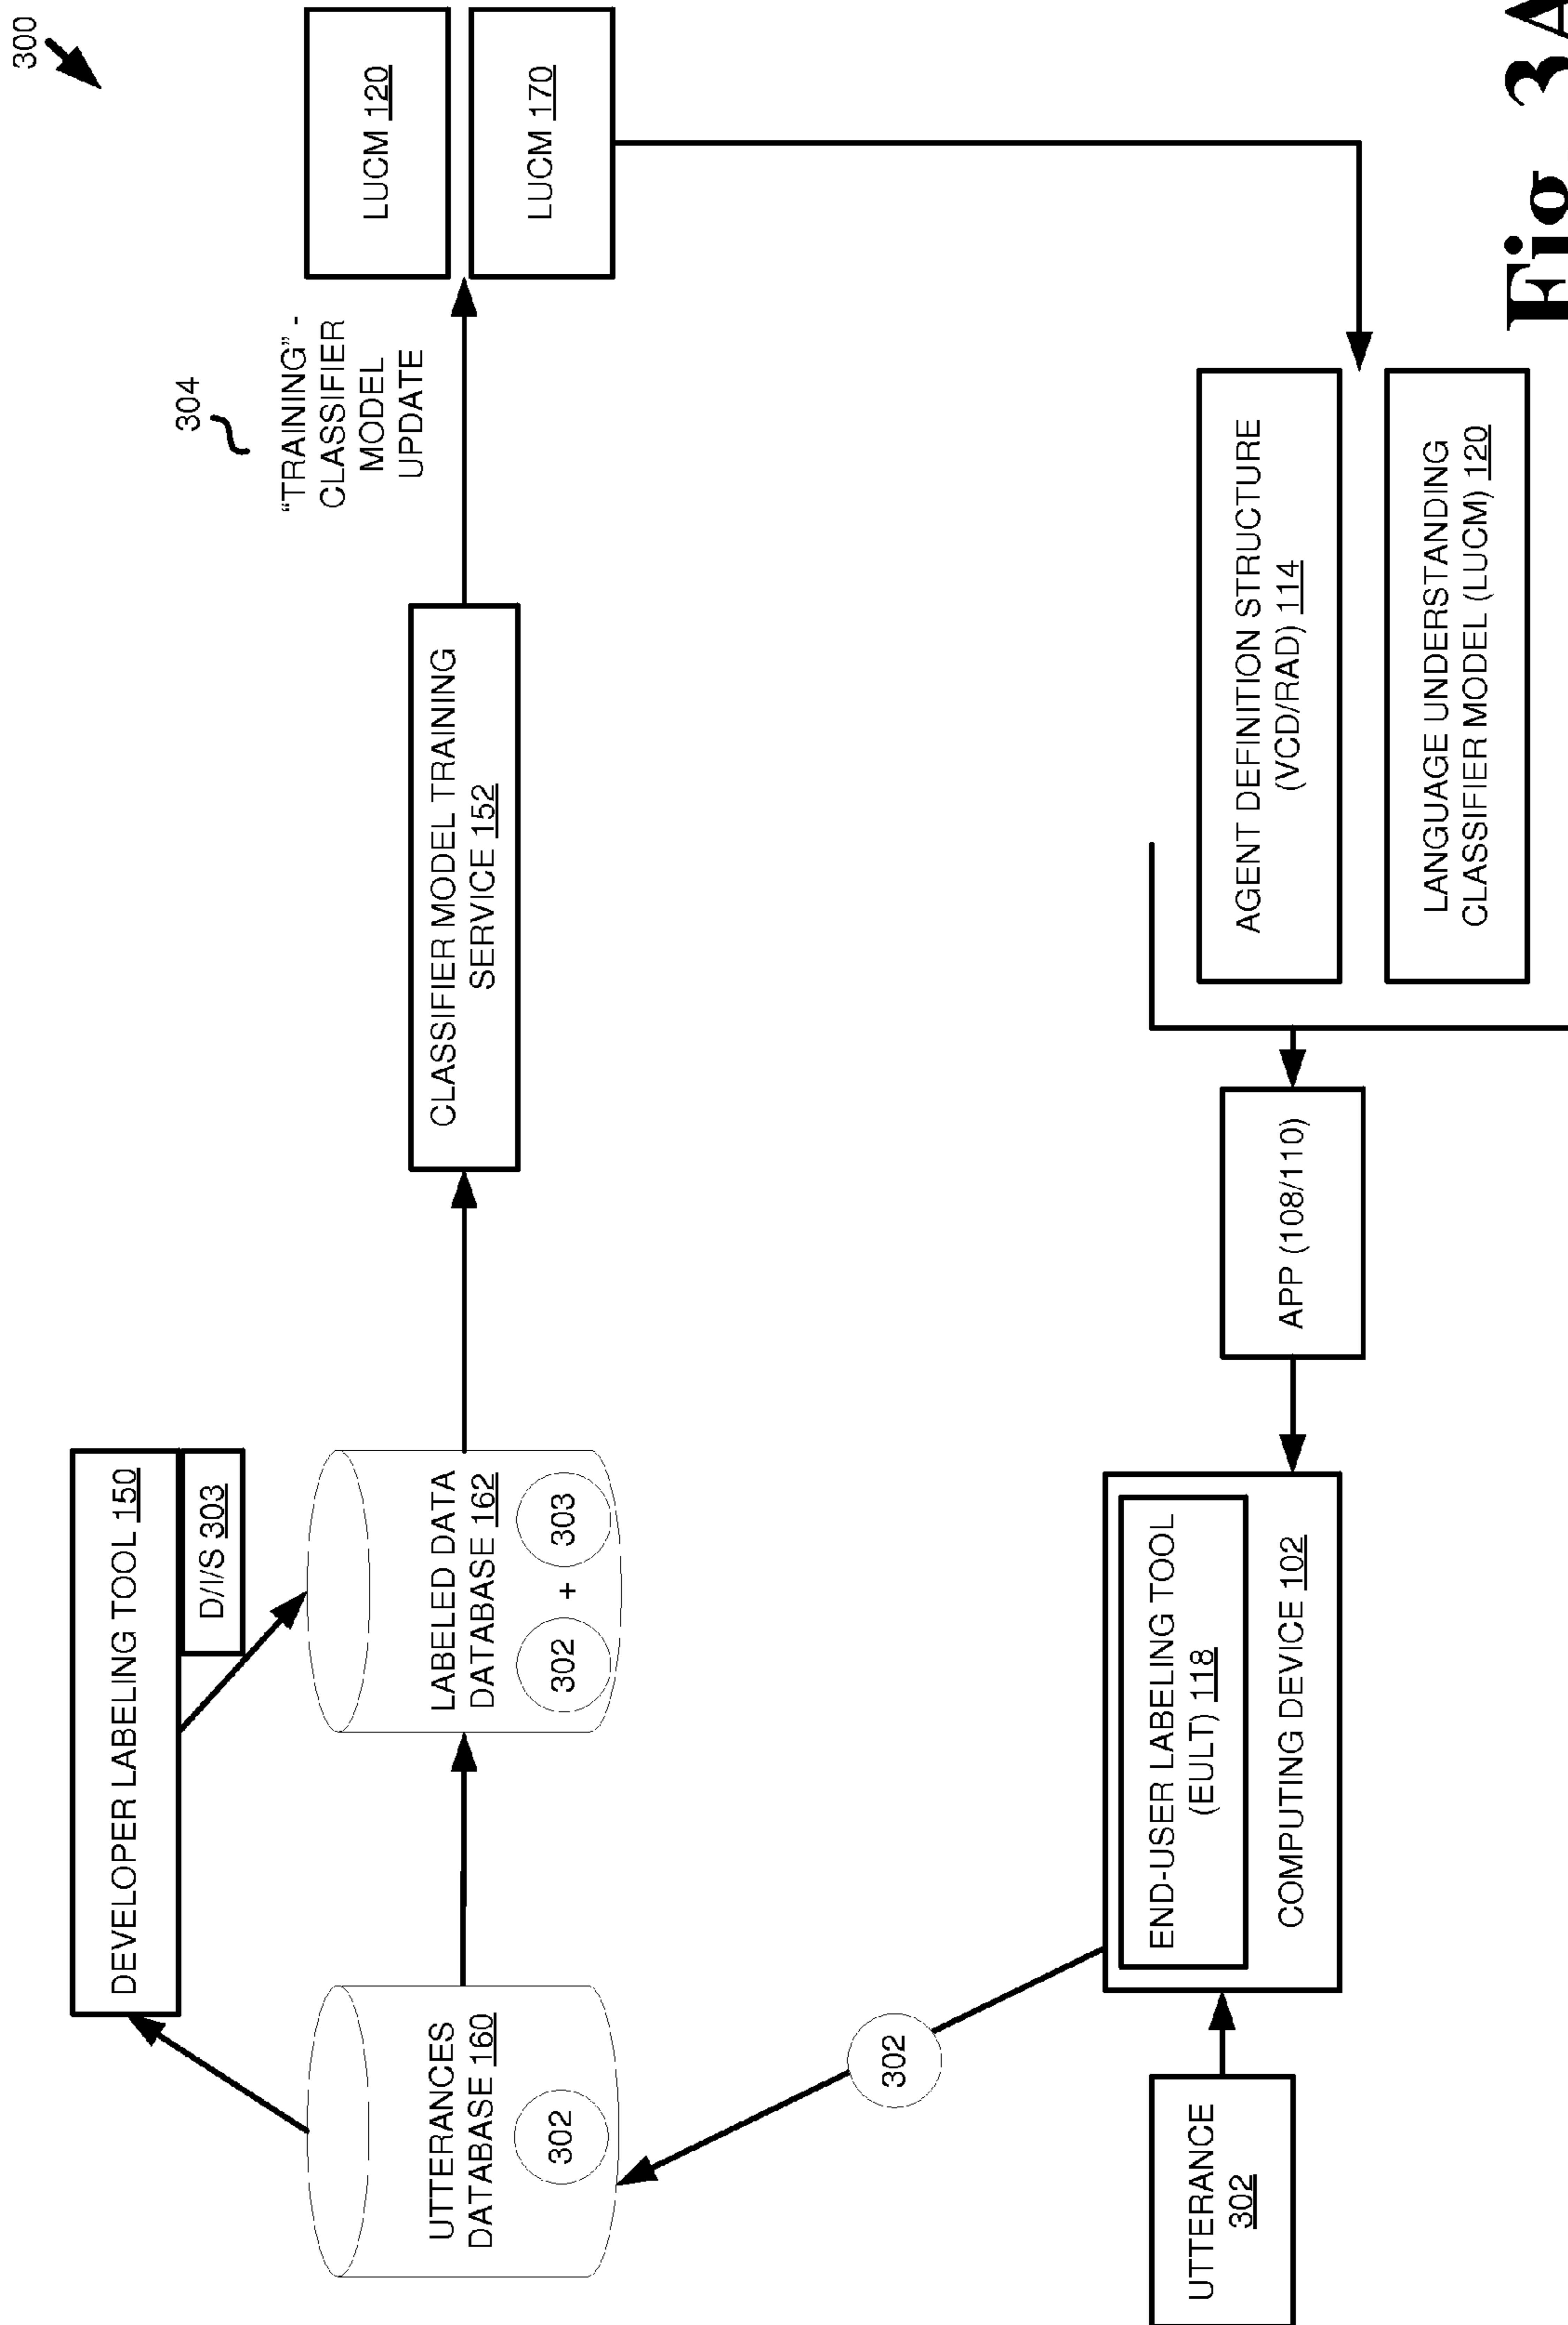 300
DEVELOPER LABELING TOOL 150
D/I/S 303
UTTERANCES
DATABASE 160
302
LABELED DATA
DATABASE 162
302 + 303
CLASSIFIER MODEL TRAINING
SERVICE 152
304
"TRAINING" -
CLASSIFIER
MODEL
UPDATE
LUCM 120
LUCM 170
302
UTTERANCE
302
END-USER LABELING TOOL
(EULT) 118
COMPUTING DEVICE 102
APP (108/110)
AGENT DEFINITION STRUCTURE
(VCD/RAD) 114
LANGUAGE UNDERSTANDING
CLASSIFIER MODEL (LUCM) 120
Fig. 3A